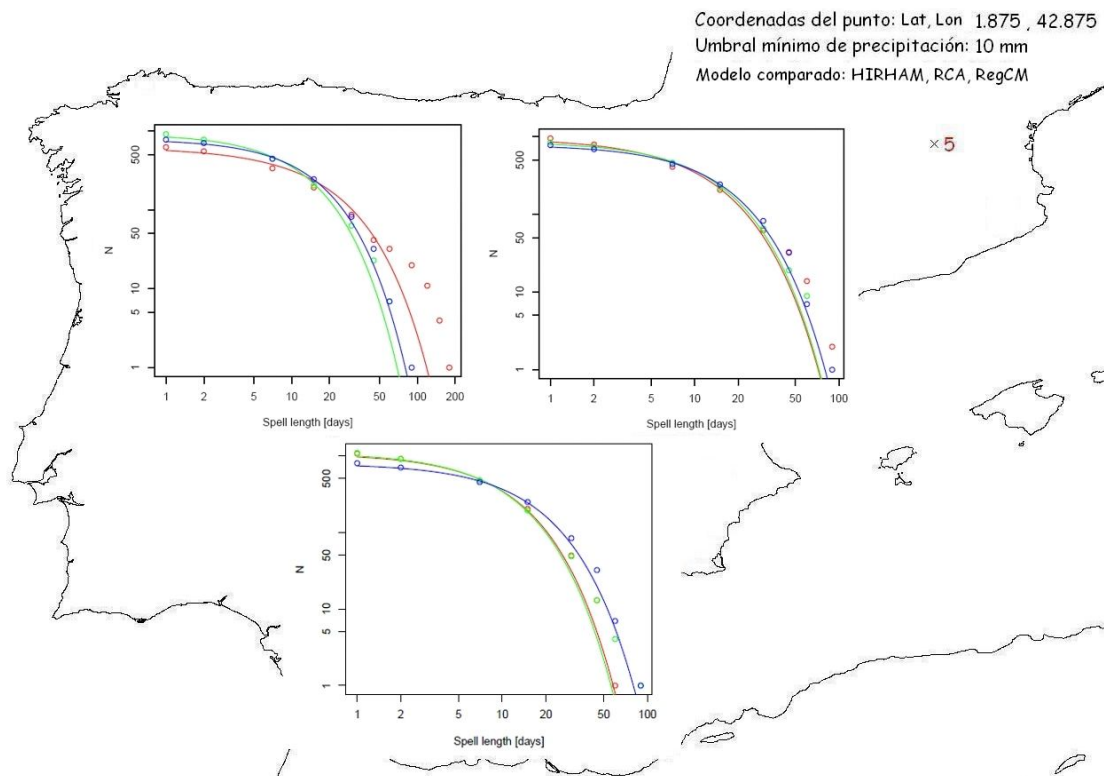 Coordenadas del punto: Lat, Lon 1.875 , 42.875
Umbral mínimo de precipitación: 10 mm
Modelo comparado: HIRHAM, RCA, RegCM
× 5
500
50
10
5
1
N
1 2 5 10 20 50 100 200
Spell length [days]
500
50
10
5
1
N
1 2 5 10 20 50 100
Spell length [days]
500
50
10
5
1
N
1 2 5 10 20 50 100
Spell length [days]